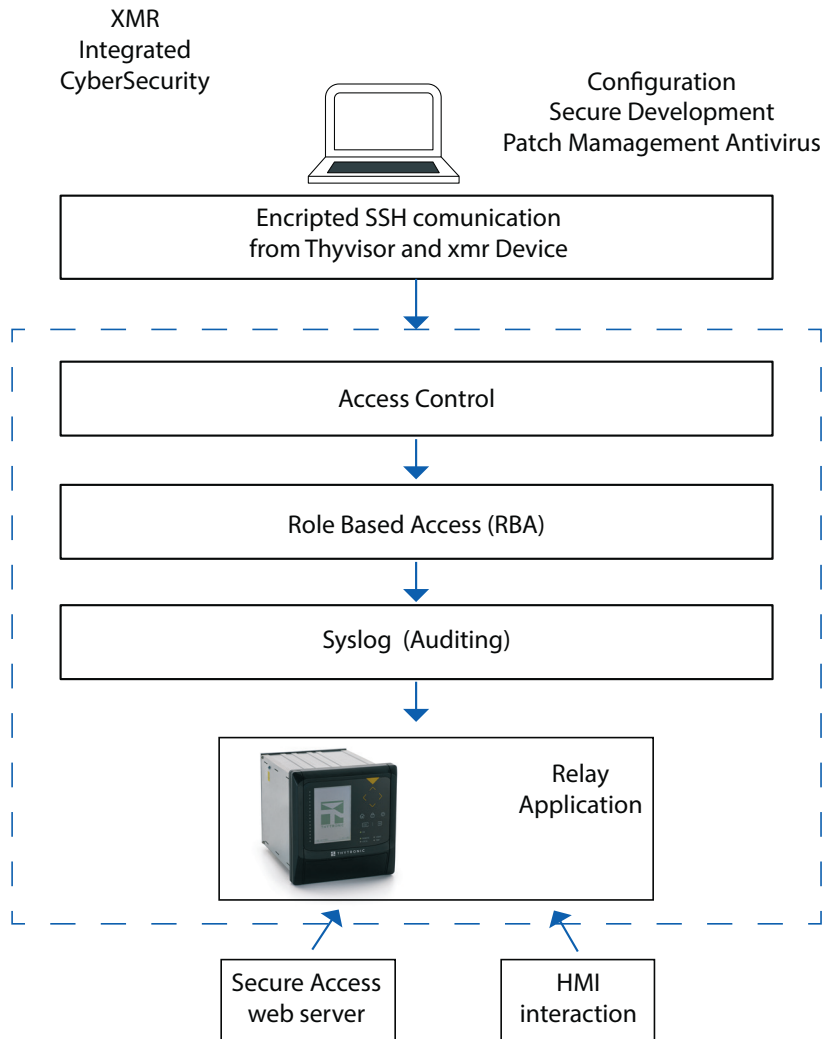 XMR
Integrated
CyberSecurity
Configuration
Secure Development
Patch Mamagement Antivirus
Encripted SSH comunication
from Thyvisor and xmr Device
Access Control
Role Based Access (RBA)
Syslog (Auditing)
Relay
Application
THYTRONIC
Secure Access
web server
HMI
interaction